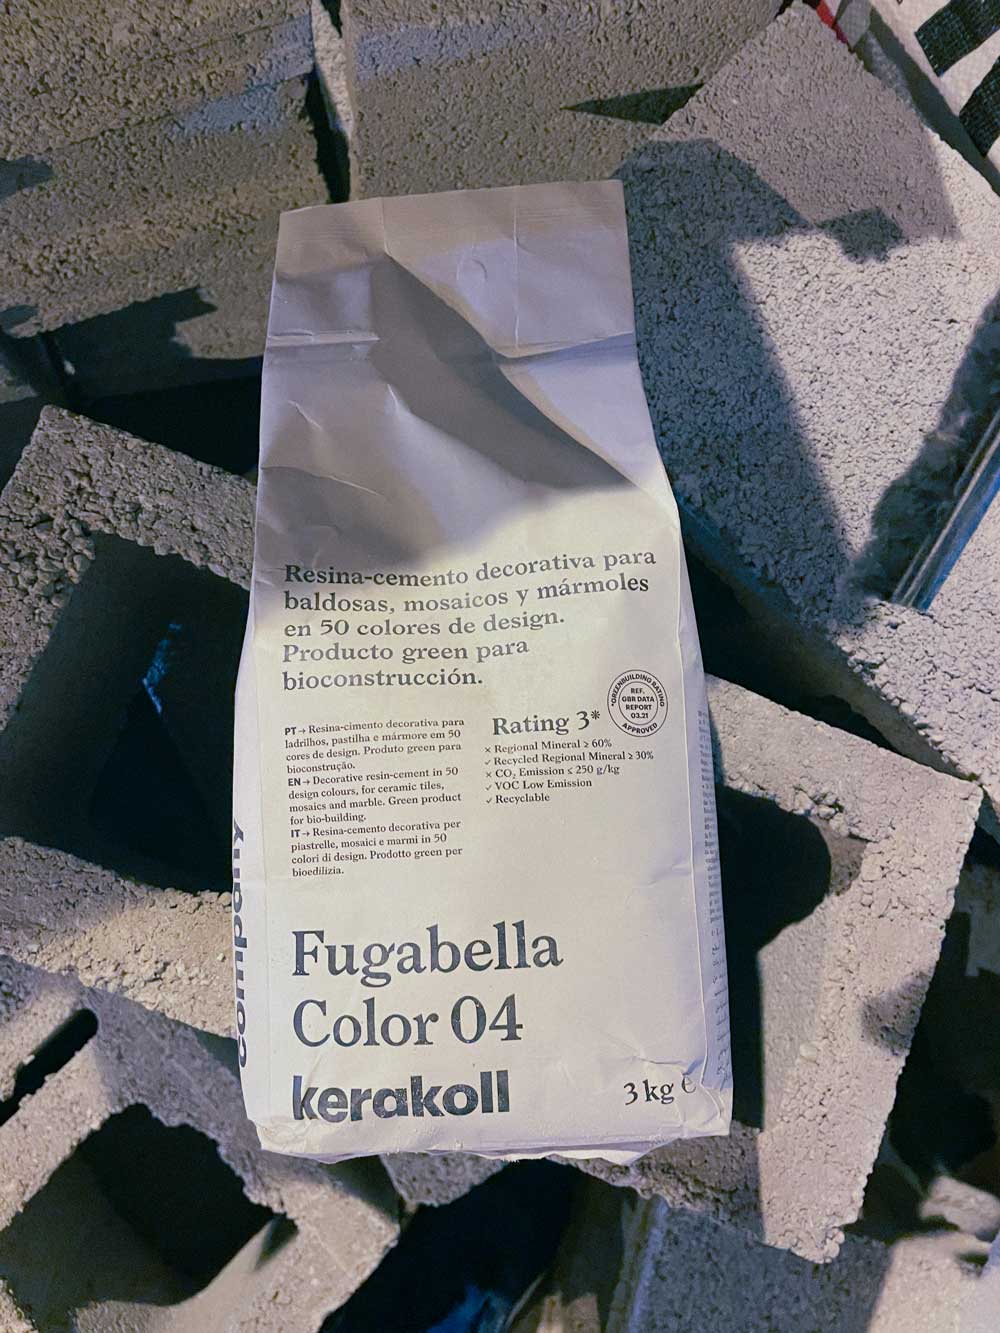 Resina-cemento decorativa para
baldosas, mosaicos y mármoles
en 50 colores de design.
Producto green para
bioconstrucción.
PT → Resina-cimento decorativa para
ladrilhos, pastilha e mármore em 50
cores de design. Produto green para
bioconstrução.
EN → Decorative resin-cement in 50
design colours, for ceramic tiles,
mosaics and marble. Green product
for bio-building.
IT → Resina-cemento decorativa per
piastrelle, mosaici e marmi in 50
colori di design. Prodotto green per
bioedilizia.
Rating 3*
× Regional Mineral ≥ 60%
✓ Recycled Regional Mineral ≥ 30%
× CO₂ Emission ≤ 250 g/kg
✓ VOC Low Emission
✓ Recyclable
*GREENBUILDING RATING
REF.
GBR DATA
REPORT
03.21
APPROVED
company
Fugabella
Color 04
kerakoll
3 kg e